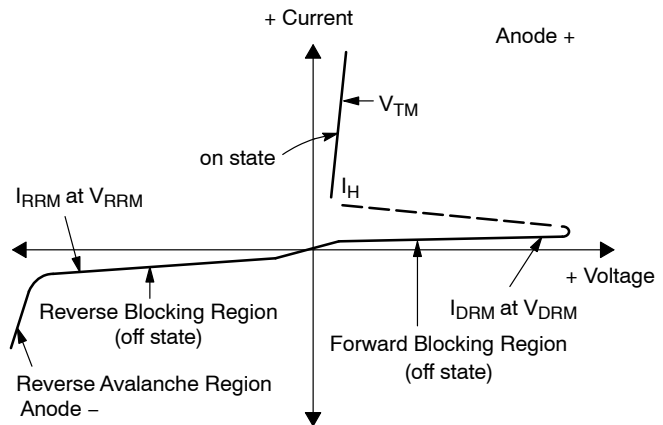 + Current
Anode +
V_TM
on state
I_H
I_RRM at V_RRM
+ Voltage
I_DRM at V_DRM
Reverse Blocking Region
(off state)
Forward Blocking Region
(off state)
Reverse Avalanche Region
Anode −